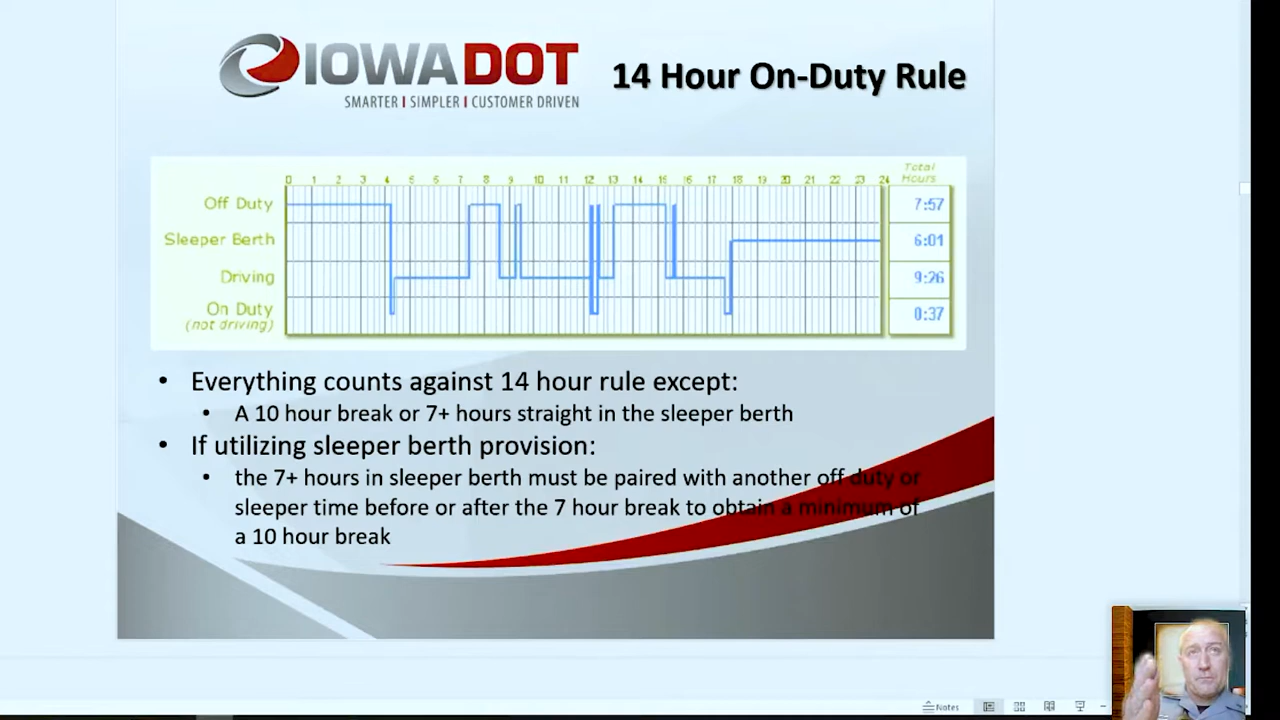 IOWADOT
SMARTER | SIMPLER | CUSTOMER DRIVEN
14 Hour On-Duty Rule
0 1 2 3 4 5 6 7 8 9 10 11 12 13 14 15 16 17 18 19 20 21 22 23 24
Total
Hours
Off Duty 7:57
Sleeper Berth 6:01
Driving 9:26
On Duty 0:37
(not driving)
• Everything counts against 14 hour rule except:
• A 10 hour break or 7+ hours straight in the sleeper berth
• If utilizing sleeper berth provision:
• the 7+ hours in sleeper berth must be paired with another off duty or
sleeper time before or after the 7 hour break to obtain a minimum of
a 10 hour break
Notes